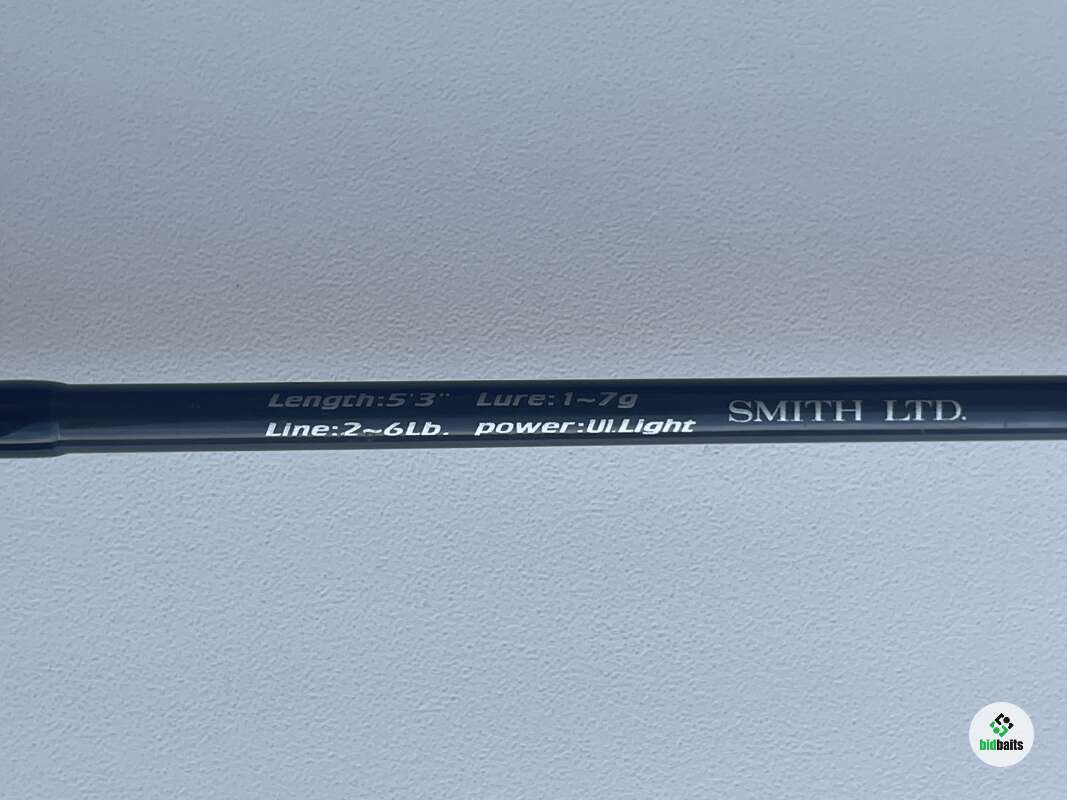 Length:5'3" Lure:1~7g
Line:2~6Lb. power:Ul.Light
SMITH LTD.
bidbaits